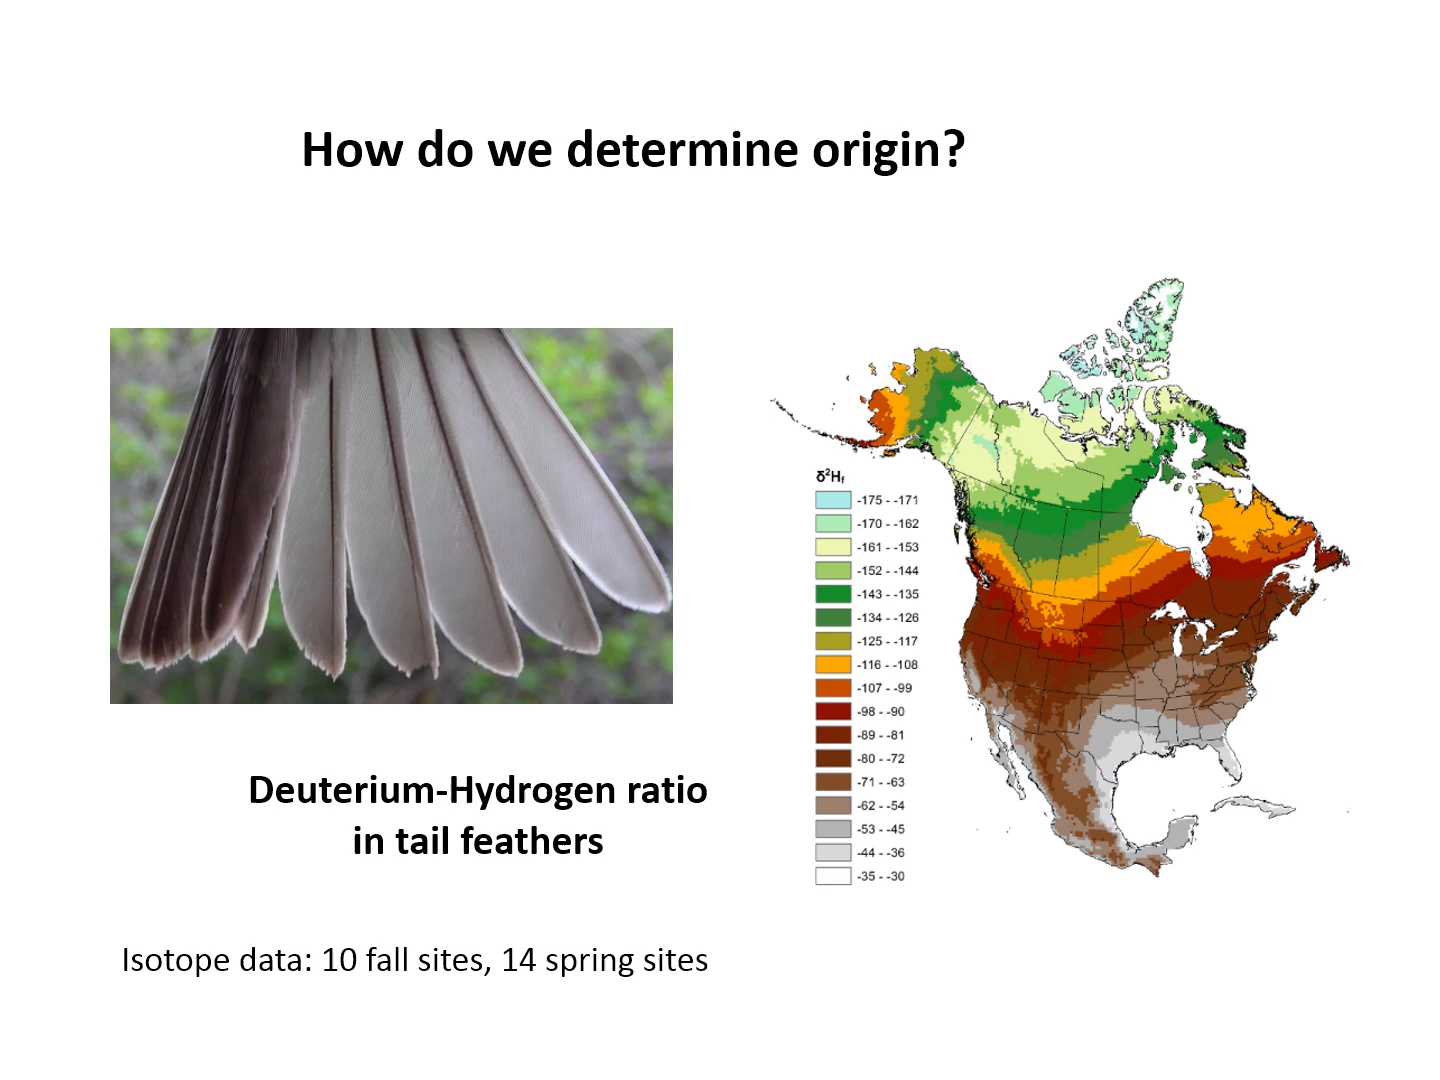 How do we determine origin?
δ²Hf
-175 - -171
-170 - -162
-161 - -153
-152 - -144
-143 - -135
-134 - -126
-125 - -117
-116 - -108
-107 - -99
-98 - -90
-89 - -81
-80 - -72
-71 - -63
-62 - -54
-53 - -45
-44 - -36
-35 - -30
Deuterium-Hydrogen ratio
in tail feathers
Isotope data: 10 fall sites, 14 spring sites